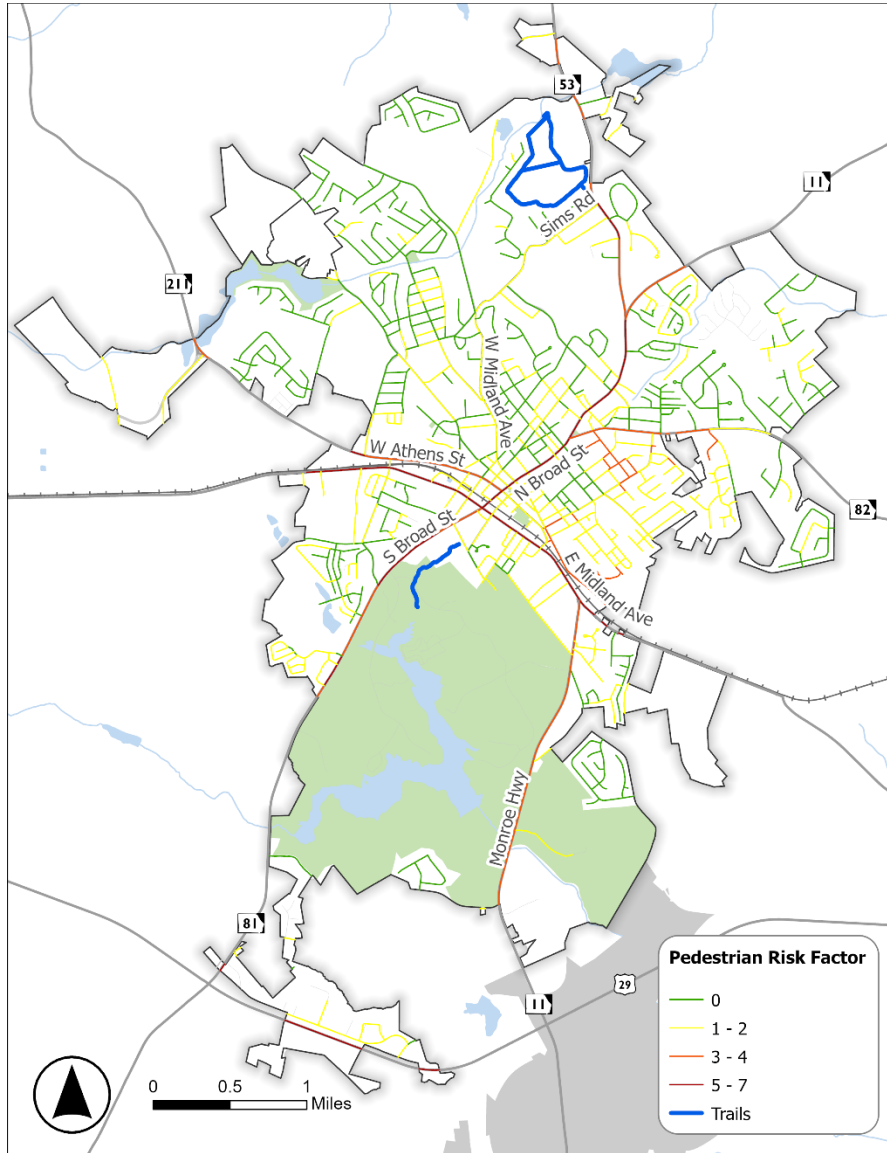 53
11
Sims Rd
211
W Midland Ave
W Athens St
N Broad St
82
S Broad St
E Midland Ave
Monroe Hwy
81
11
29
Pedestrian Risk Factor
0
1 - 2
3 - 4
5 - 7
Trails
0 0.5 1
Miles